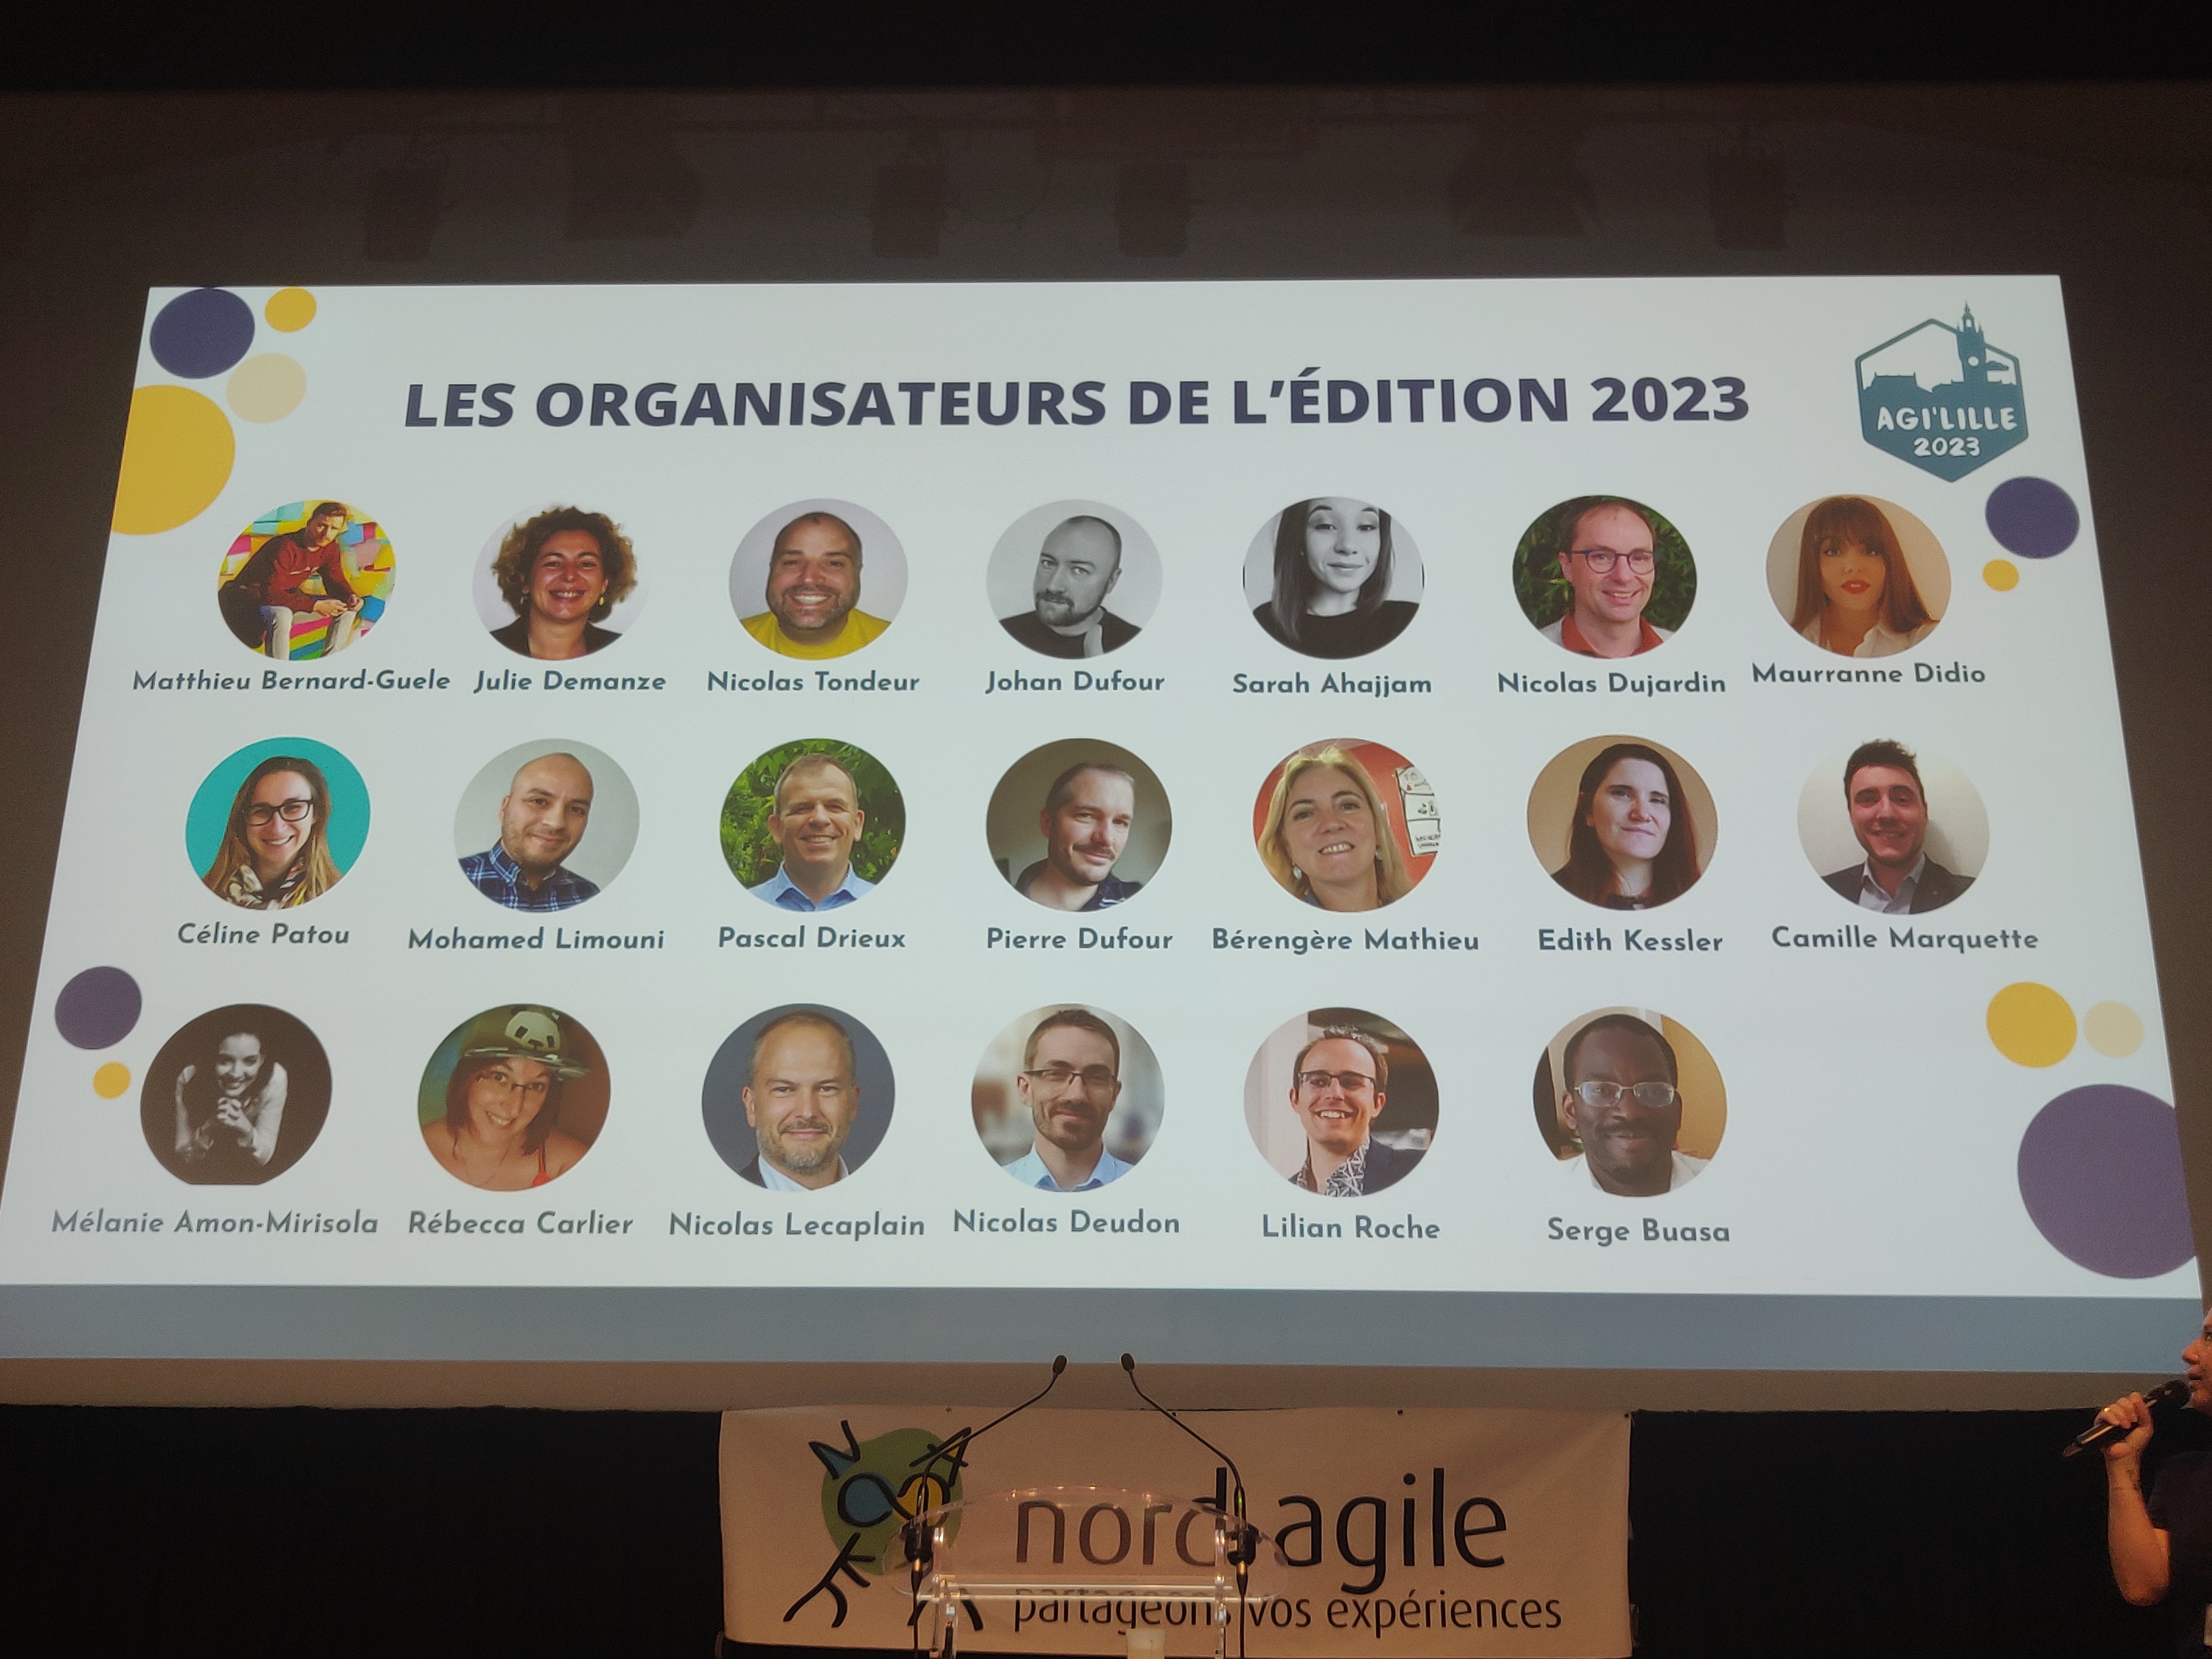 LES ORGANISATEURS DE L'ÉDITION 2023
AGI'LILLE
2023
Matthieu Bernard-Guele
Julie Demanze
Nicolas Tondeur
Johan Dufour
Sarah Ahajjam
Nicolas Dujardin
Maurranne Didio
Céline Patou
Mohamed Limouni
Pascal Drieux
Pierre Dufour
Bérengère Mathieu
Edith Kessler
Camille Marquette
Mélanie Amon-Mirisola
Rébecca Carlier
Nicolas Lecaplain
Nicolas Deudon
Lilian Roche
Serge Buasa
nord agile
partageons vos expériences